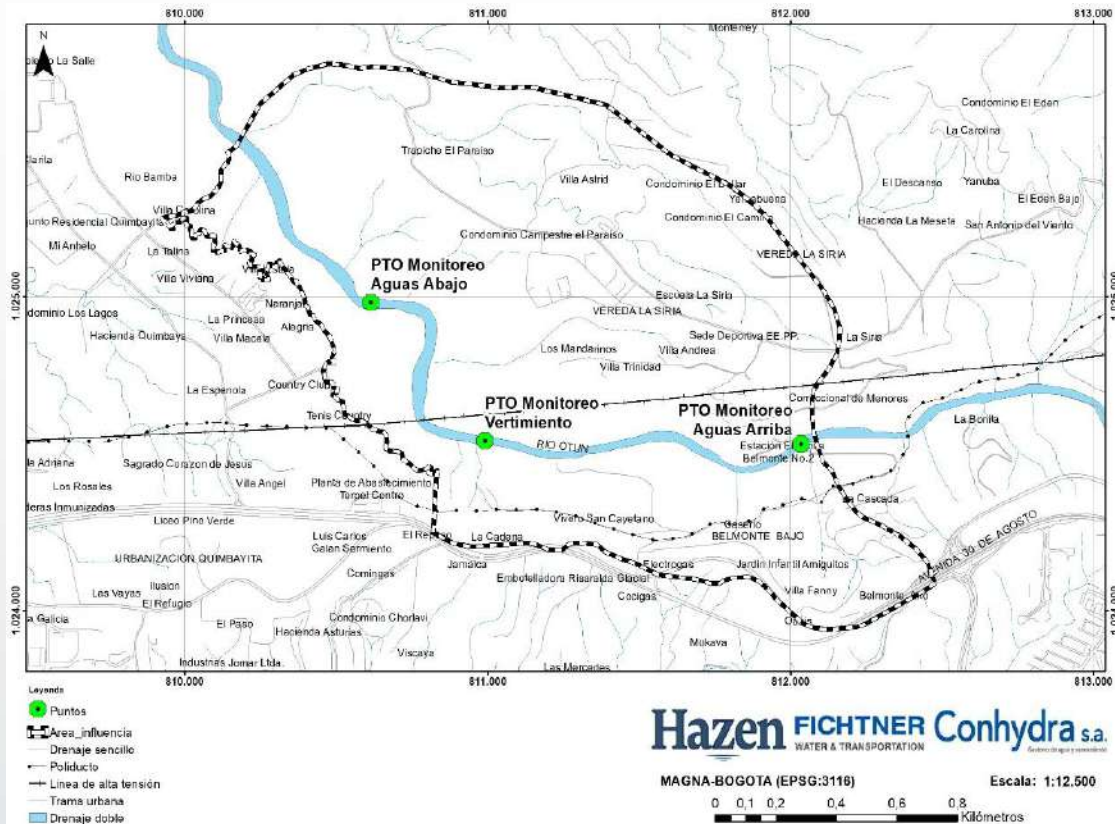 810.000 811.000 812.000 813.000
N
La Salle
Monterrey
Condominio El Eden
La Carolina
Trapiche El Paraiso
Rio Bamba
Villa Astrid
El Descanso
Yanuba
El Eden Bajo
Villa Carolina
Residencial Quimbayita
Condominio El
Condominio El
Hacienda La Meseta
San Antonio del Viento
Mi Anhelo
Condominio Campestre el Paraiso
VEREDA LA SIRIA
PTO Monitoreo
Aguas Abajo
Villa Viviana
1.025.000
Escuela La Siria
VEREDA LA SIRIA
Naranjal
La Princesa
Alegria
Los Lagos
Hacienda Quimbaya
Villa Macela
Sede Deportiva EE.PP.
La Siria
Los Mandarinos
Villa Andrea
Villa Trinidad
La Española
Country Club
Tenis Country
PTO Monitoreo
Vertimiento
PTO Monitoreo
Aguas Arriba
Correccional de Menores
La Bonita
RIO OTUN
Estación
Belmonte No.2
Adriana
Sagrado Corazon de Jesus
Los Rosales
Villa Angel
Planta de Abastecimiento
Terpel Centro
Inmunizadas
Liceo Pino Verde
Vivero San Cayetano
Cascada
Caserio
BELMONTE BAJO
AVENIDA 30 DE AGOSTO
URBANIZACIÓN QUIMBAYITA
Luis Carlos
Galan Sarmiento
La Cadena
Jamaica
Electrogas
Jardin Infantil Amiguitos
Comingas
Embotelladora Risaralda Glacial
Cocigas
Villa Fanny
Belmonte
Las Vayas
Ilusion
El Refugio
1.024.000
Galicia
El Paso
Condominio Chorlavi
Hacienda Asturias
Viscaya
Mukava
Industrias Jomar Ltda.
Las Mercedes
810.000 811.000 812.000 813.000
Leyenda
Puntos
Area_influencia
Drenaje sencillo
Poliducto
Linea de alta tensión
Trama urbana
Drenaje doble
Hazen FICHTNER Conhydra s.a.
WATER & TRANSPORTATION
MAGNA-BOGOTA (EPSG:3116) Escala: 1:12.500
0 0,1 0,2 0,4 0,6 0,8
Kilómetros